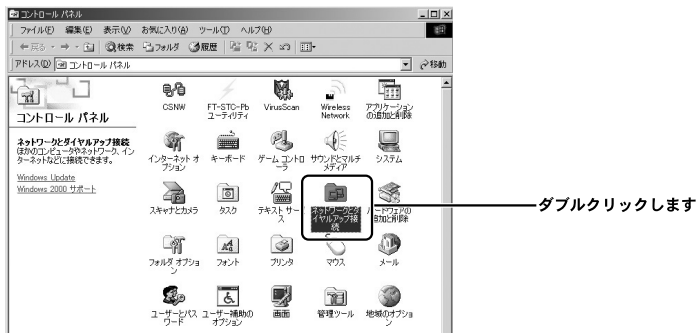 コントロール パネル
ファイル(F) 編集(E) 表示(V) お気に入り(A) ツール(T) ヘルプ(H)
戻る 検索 フォルダ 履歴
アドレス(D) コントロール パネル 移動
コントロール パネル
ネットワークとダイヤルアップ接続
ほかのコンピュータやネットワーク、イン
ターネットなどに接続できます。
Windows Update
Windows 2000 サポート
CSNW
FT-STC-Pb
ユーティリティ
VirusScan
Wireless
Network
アプリケーション
の追加と削除
インターネット オ
プション
キーボード
ゲーム コントロ
ーラ
サウンドとマルチ
メディア
システム
スキャナとカメラ
タスク
テキスト サービ
ス
ネットワークとダ
イヤルアップ接
続
ハードウェアの
追加と削除
フォルダ オプショ
ン
フォント
プリンタ
マウス
メール
ユーザーとパス
ワード
ユーザー補助の
オプション
画面
管理ツール
地域のオプショ
ン
ダブルクリックします